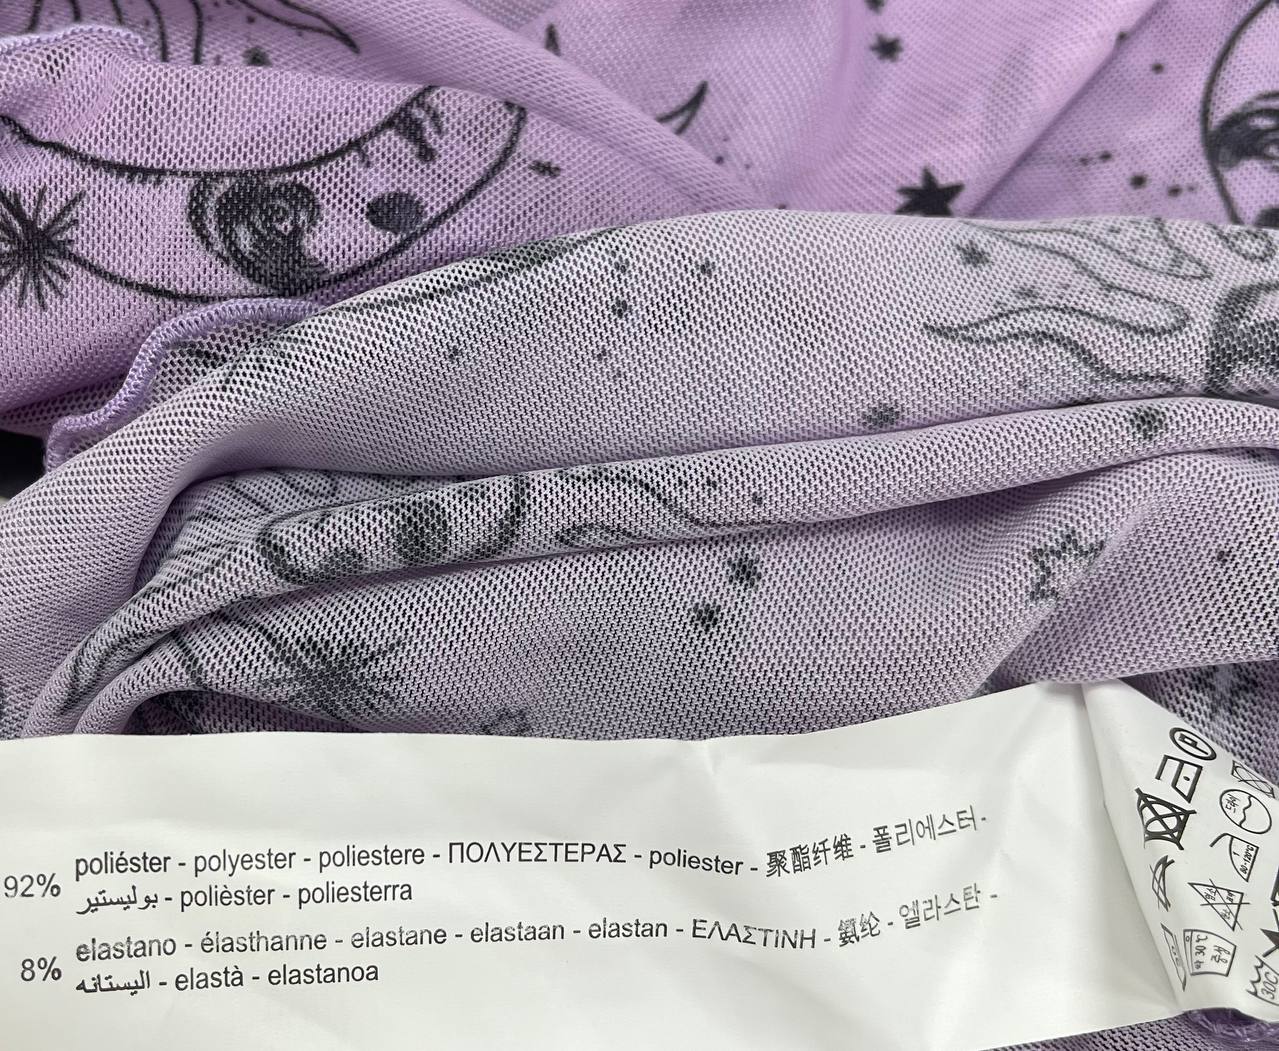 92% poliéster - polyester - poliestere - ΠΟΛΥΕΣΤΕΡΑΣ - poliester - 聚酯纤维 - 폴리에스터 -
بوليستير - polièster - poliesterra
8% elastano - élasthanne - elastane - elastaan - elastan - ΕΛΑΣΤΙΝΗ - 氨纶 - 엘라스탄 -
اليستانه - elastà - elastanoa
P
30C